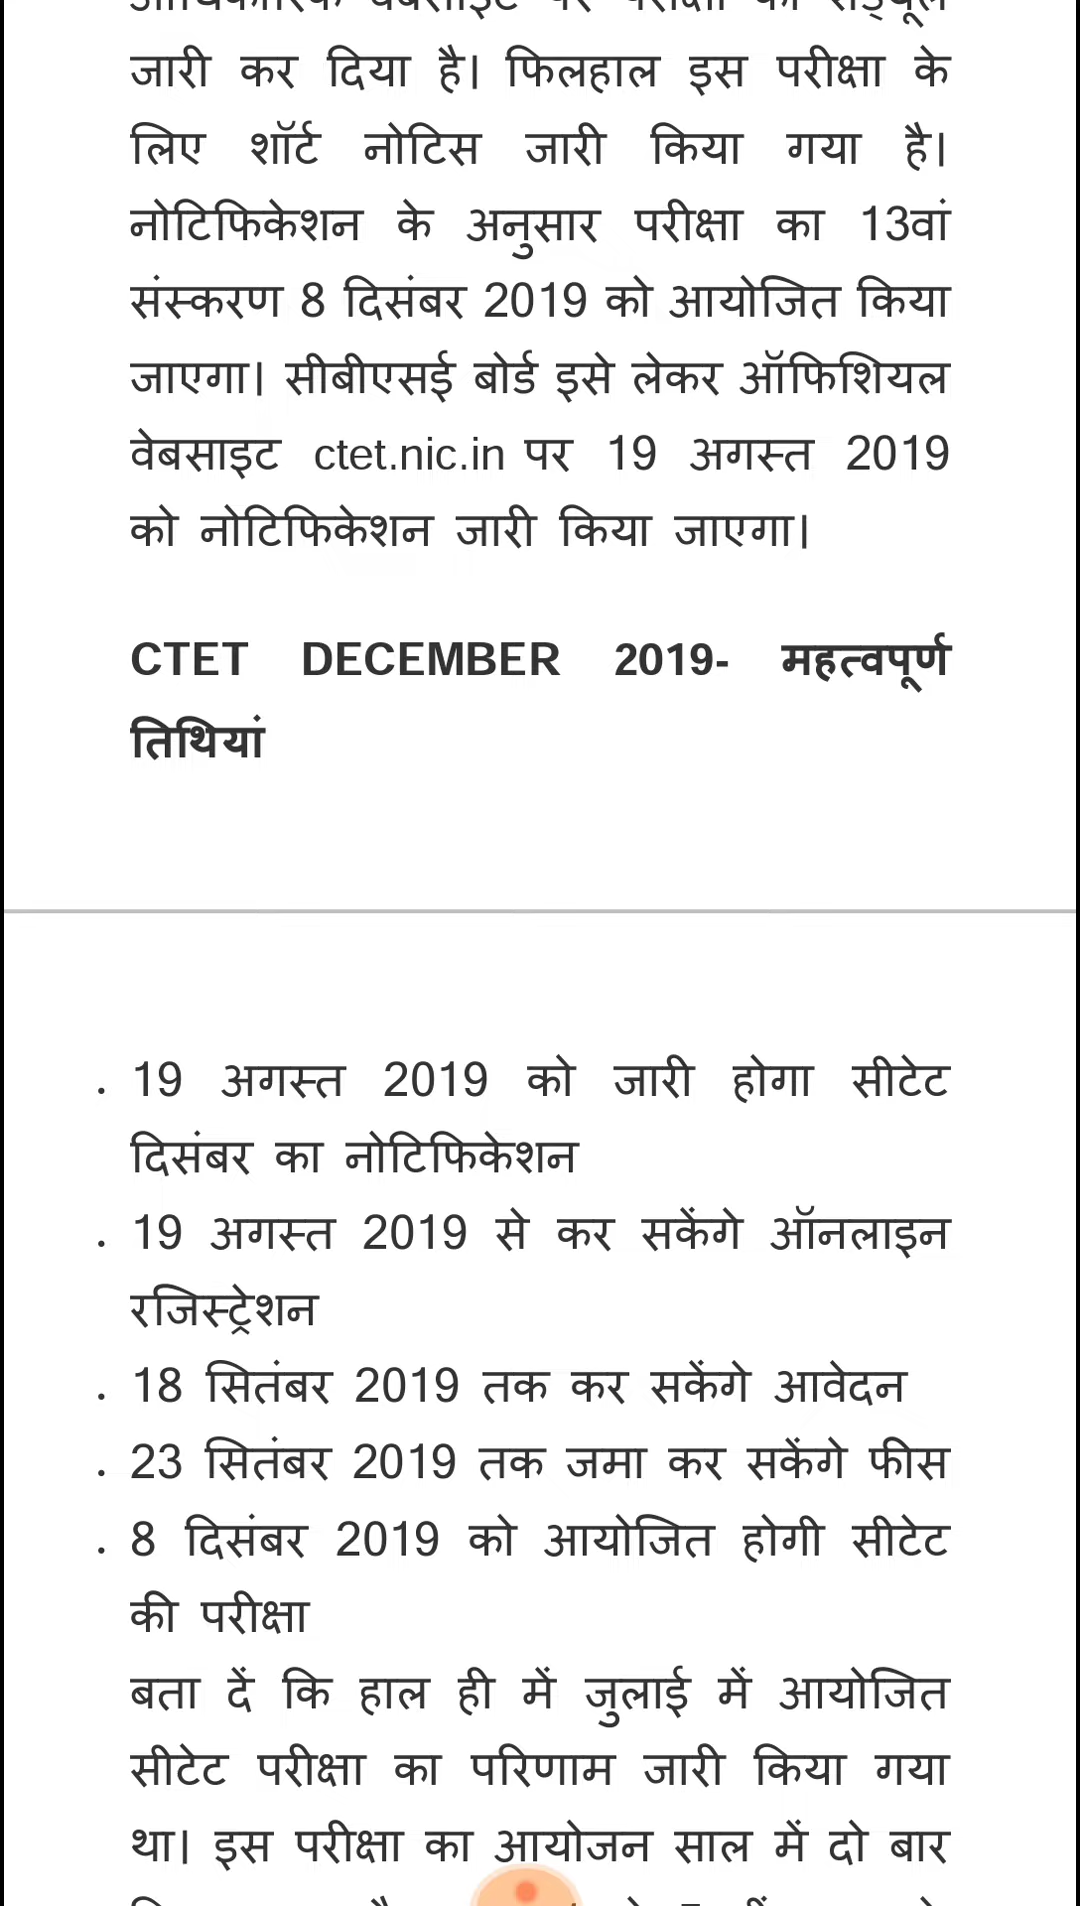 जारी कर दिया है। फिलहाल इस परीक्षा के
लिए शॉर्ट नोटिस जारी किया गया है।
नोटिफिकेशन के अनुसार परीक्षा का 13वां
संस्करण 8 दिसंबर 2019 को आयोजित किया
जाएगा। सीबीएसई बोर्ड इसे लेकर ऑफिशियल
वेबसाइट ctet.nic.in पर 19 अगस्त 2019
को नोटिफिकेशन जारी किया जाएगा।
CTET DECEMBER 2019- महत्वपूर्ण
तिथियां
. 19 अगस्त 2019 को जारी होगा सीटेट
दिसंबर का नोटिफिकेशन
. 19 अगस्त 2019 से कर सकेंगे ऑनलाइन
रजिस्ट्रेशन
. 18 सितंबर 2019 तक कर सकेंगे आवेदन
. 23 सितंबर 2019 तक जमा कर सकेंगे फीस
. 8 दिसंबर 2019 को आयोजित होगी सीटेट
की परीक्षा
बता दें कि हाल ही में जुलाई में आयोजित
सीटेट परीक्षा का परिणाम जारी किया गया
था। इस परीक्षा का आयोजन साल में दो बार